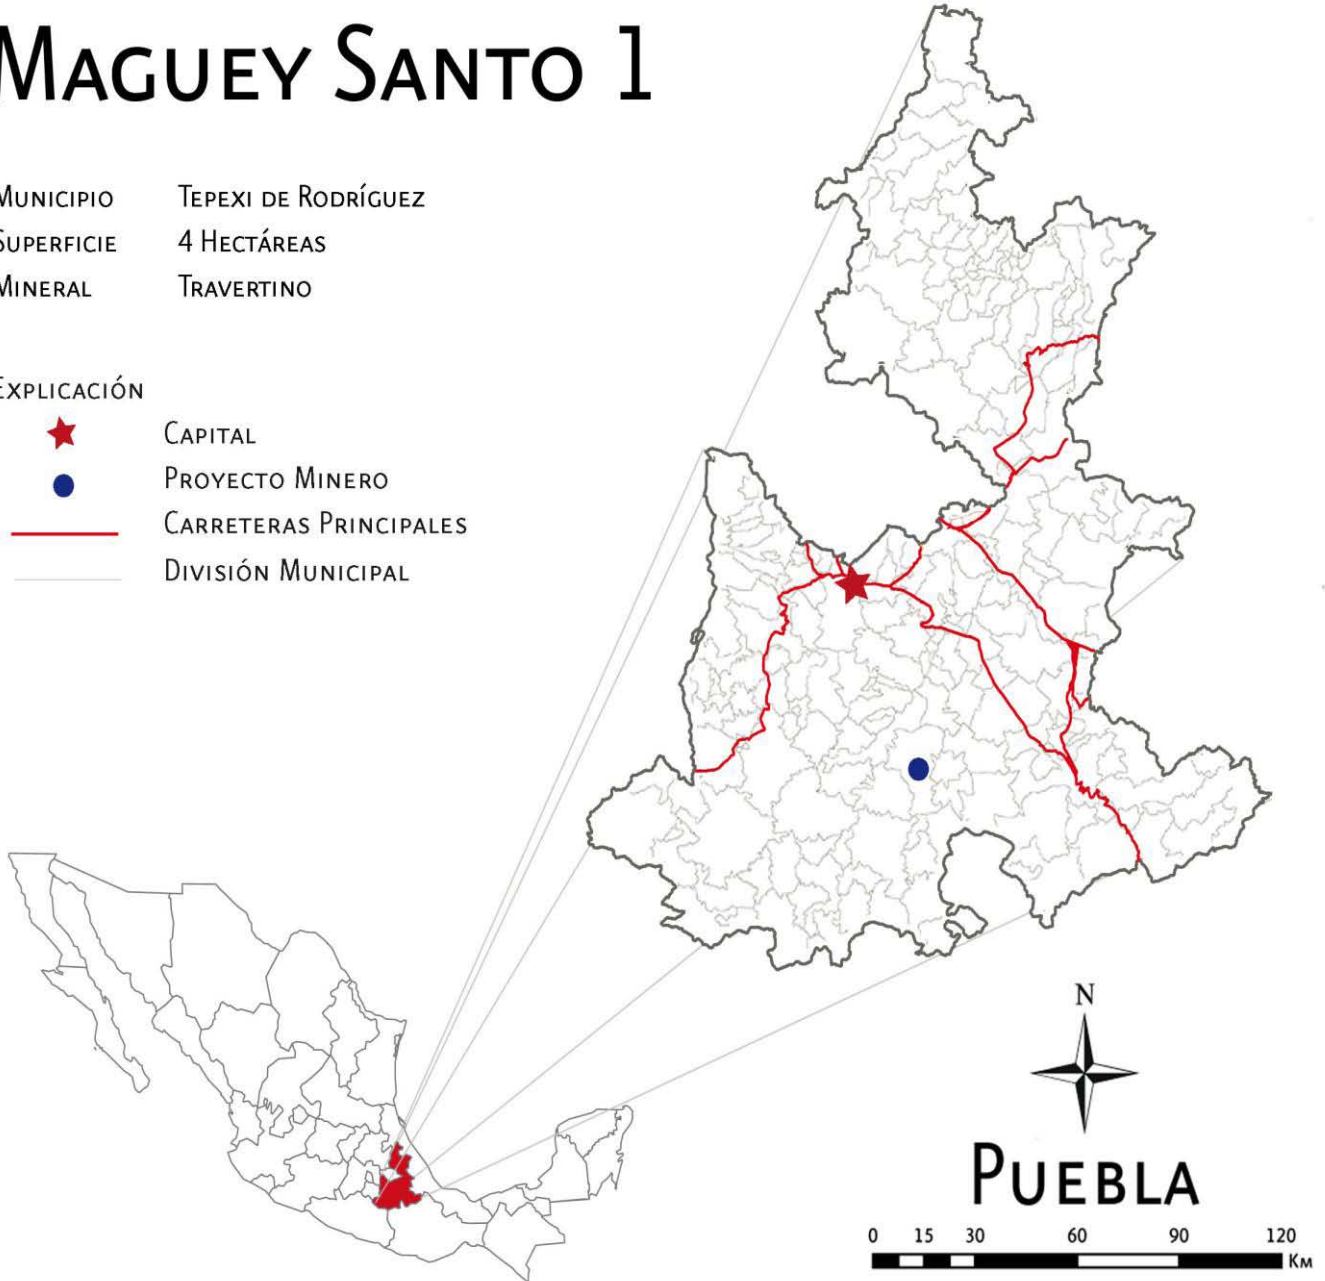 MAGUEY SANTO 1
MUNICIPIO TEPEXI DE RODRÍGUEZ
SUPERFICIE 4 HECTÁREAS
MINERAL TRAVERTINO
EXPLICACIÓN
CAPITAL
PROYECTO MINERO
CARRETERAS PRINCIPALES
DIVISIÓN MUNICIPAL
N
PUEBLA
0 15 30 60 90 120
KM